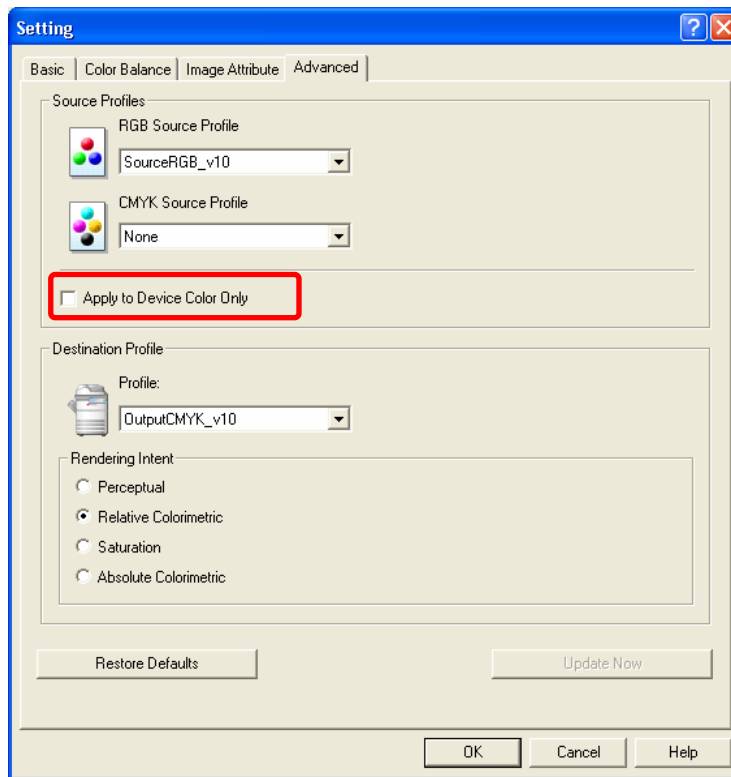 Setting
Basic
Color Balance
Image Attribute
Advanced
Source Profiles
RGB Source Profile
SourceRGB_v10
CMYK Source Profile
None
Apply to Device Color Only
Destination Profile
Profile:
OutputCMYK_v10
Rendering Intent
Perceptual
Relative Colorimetric
Saturation
Absolute Colorimetric
Restore Defaults
Update Now
OK
Cancel
Help